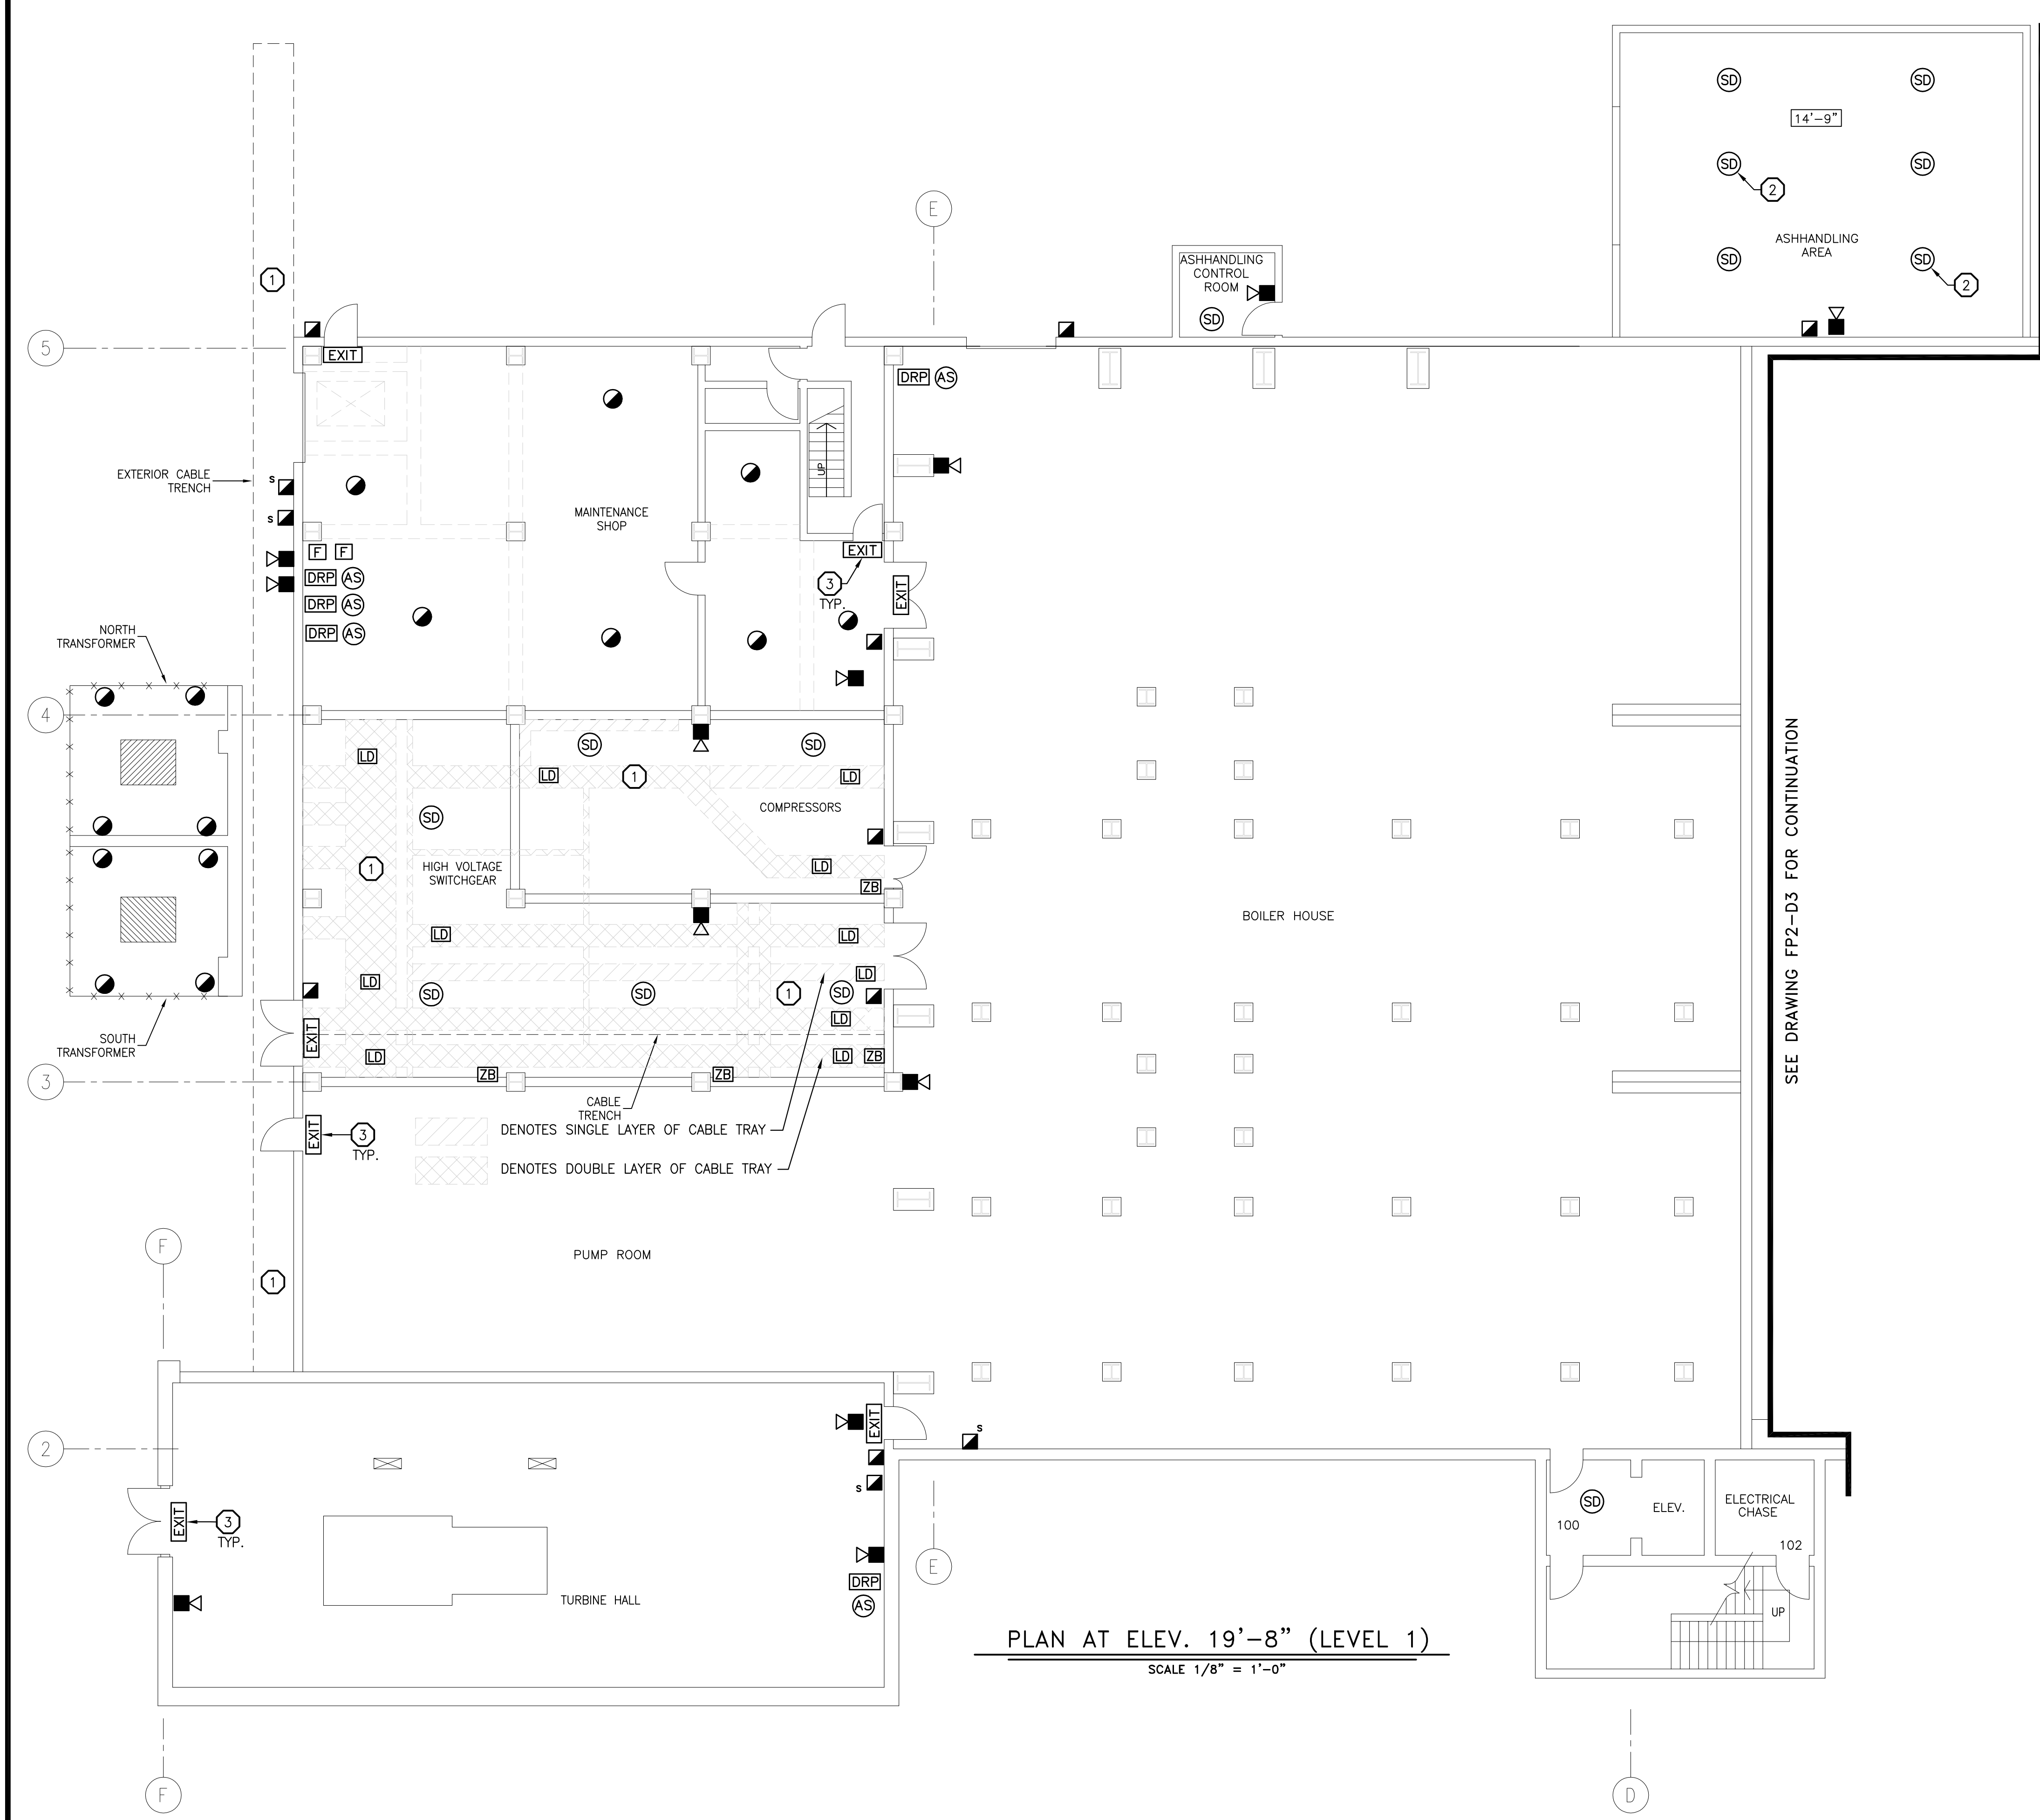 SD
SD
14'-9"
SD
SD
2
E
ASHHANDLING
AREA
ASHHANDLING
CONTROL
ROOM
SD
SD
2
1
SD
5
EXIT
DRP
AS
EXTERIOR CABLE
TRENCH
S
S
UP
MAINTENANCE
SHOP
F
F
EXIT
DRP
AS
3
TYP.
EXIT
DRP
AS
DRP
AS
NORTH
TRANSFORMER
4
LD
SD
SD
LD
1
LD
COMPRESSORS
SD
1
HIGH VOLTAGE
SWITCHGEAR
LD
ZB
BOILER HOUSE
SEE DRAWING FP2-D3 FOR CONTINUATION
LD
LD
LD
LD
SD
SD
1
SD
LD
SOUTH
TRANSFORMER
EXIT
LD
LD
ZB
3
ZB
ZB
CABLE
TRENCH
DENOTES SINGLE LAYER OF CABLE TRAY
EXIT
3
TYP.
DENOTES DOUBLE LAYER OF CABLE TRAY
F
PUMP ROOM
1
2
EXIT
S
S
EXIT
3
TYP.
SD
100
ELEV.
ELECTRICAL
CHASE
102
E
DRP
AS
TURBINE HALL
UP
PLAN AT ELEV. 19'-8" (LEVEL 1)
SCALE 1/8" = 1'-0"
F
D